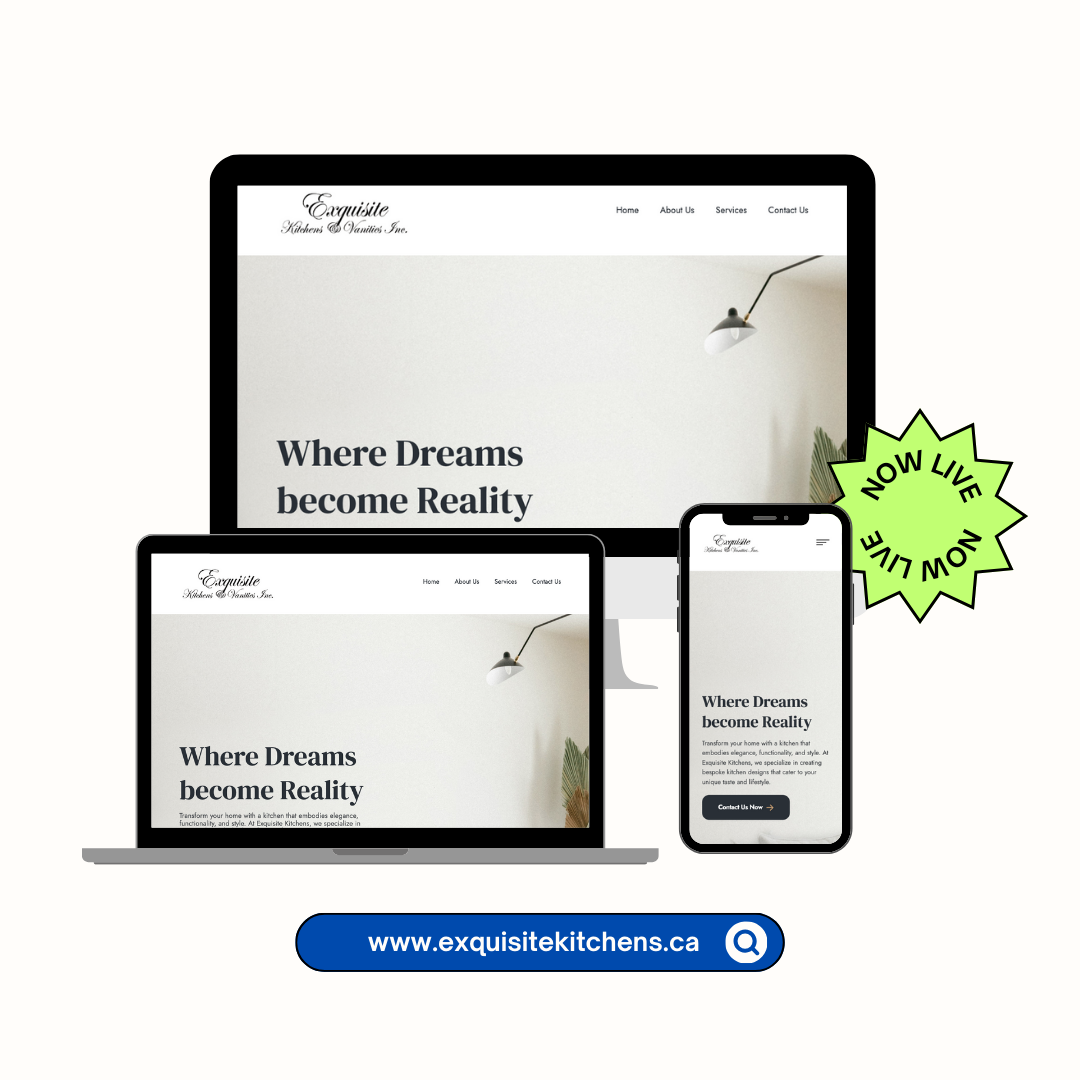 Exquisite
Kitchens & Vanities Inc.
Home About Us Services Contact Us
Where Dreams
become Reality
NOW LIVE
NOW LIVE
Exquisite
Kitchens & Vanities Inc.
Home About Us Services Contact Us
Where Dreams
become Reality
Transform your home with a kitchen that embodies elegance,
functionality, and style. At Exquisite Kitchens, we specialize in
Exquisite
Kitchens & Vanities Inc.
Where Dreams
become Reality
Transform your home with a kitchen that
embodies elegance, functionality, and style. At
Exquisite Kitchens, we specialize in creating
bespoke kitchen designs that cater to your
unique taste and lifestyle.
Contact Us Now →
www.exquisitekitchens.ca